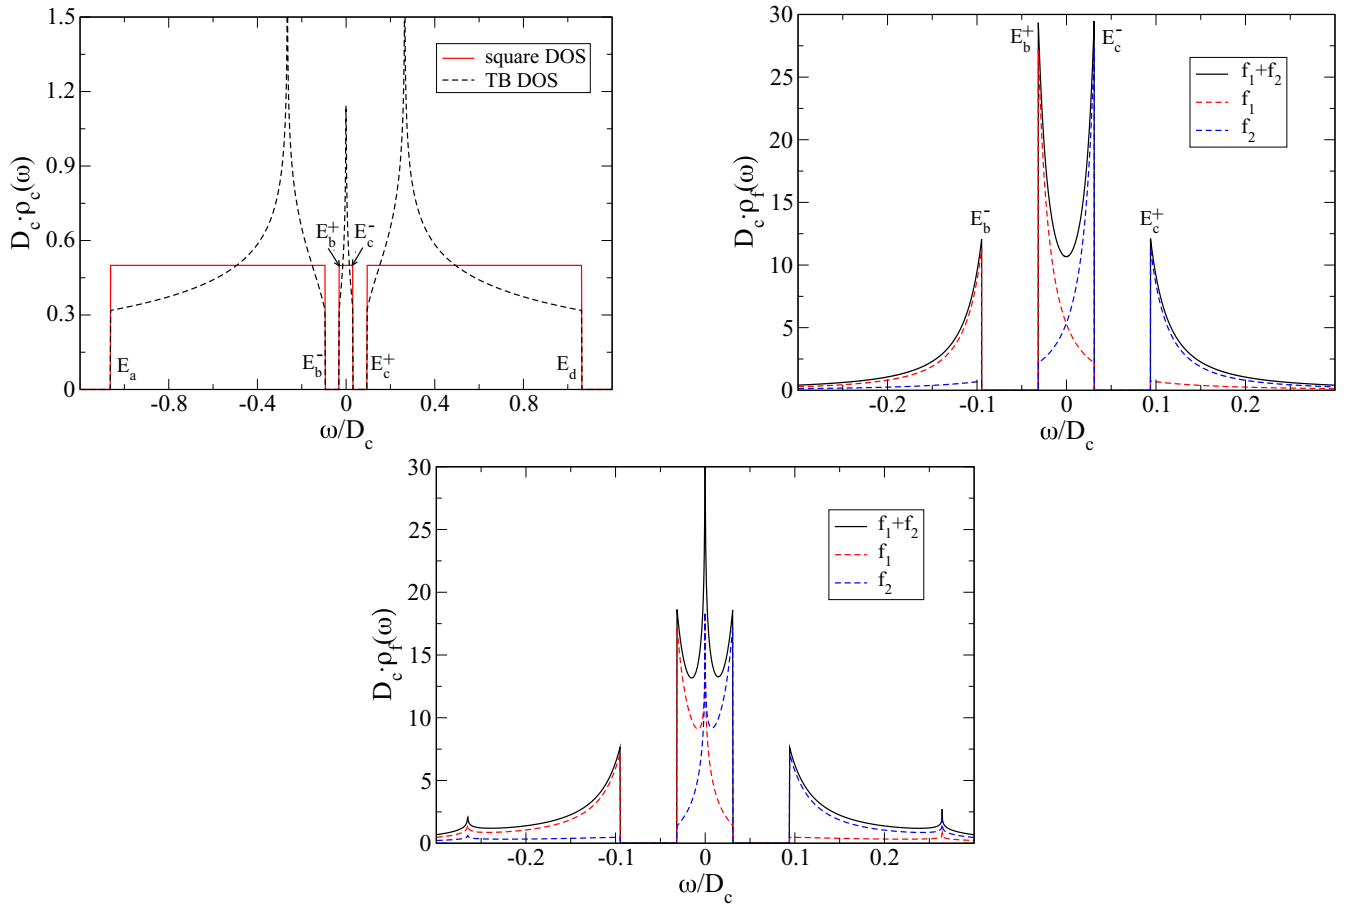 1.5
1.2
0.9
0.6
0.3
0
D_c·ρ_c(ω)
square DOS
TB DOS
E_b^+ E_c^-
E_a E_b^- E_c^+ E_d
-0.8 -0.4 0 0.4 0.8
ω/D_c
30
25
20
15
10
5
0
D_c·ρ_f(ω)
E_b^+ E_c^-
f_1+f_2
f_1
f_2
E_b^- E_c^+
-0.2 -0.1 0 0.1 0.2
ω/D_c
30
25
20
15
10
5
0
D_c·ρ_f(ω)
f_1+f_2
f_1
f_2
-0.2 -0.1 0 0.1 0.2
ω/D_c